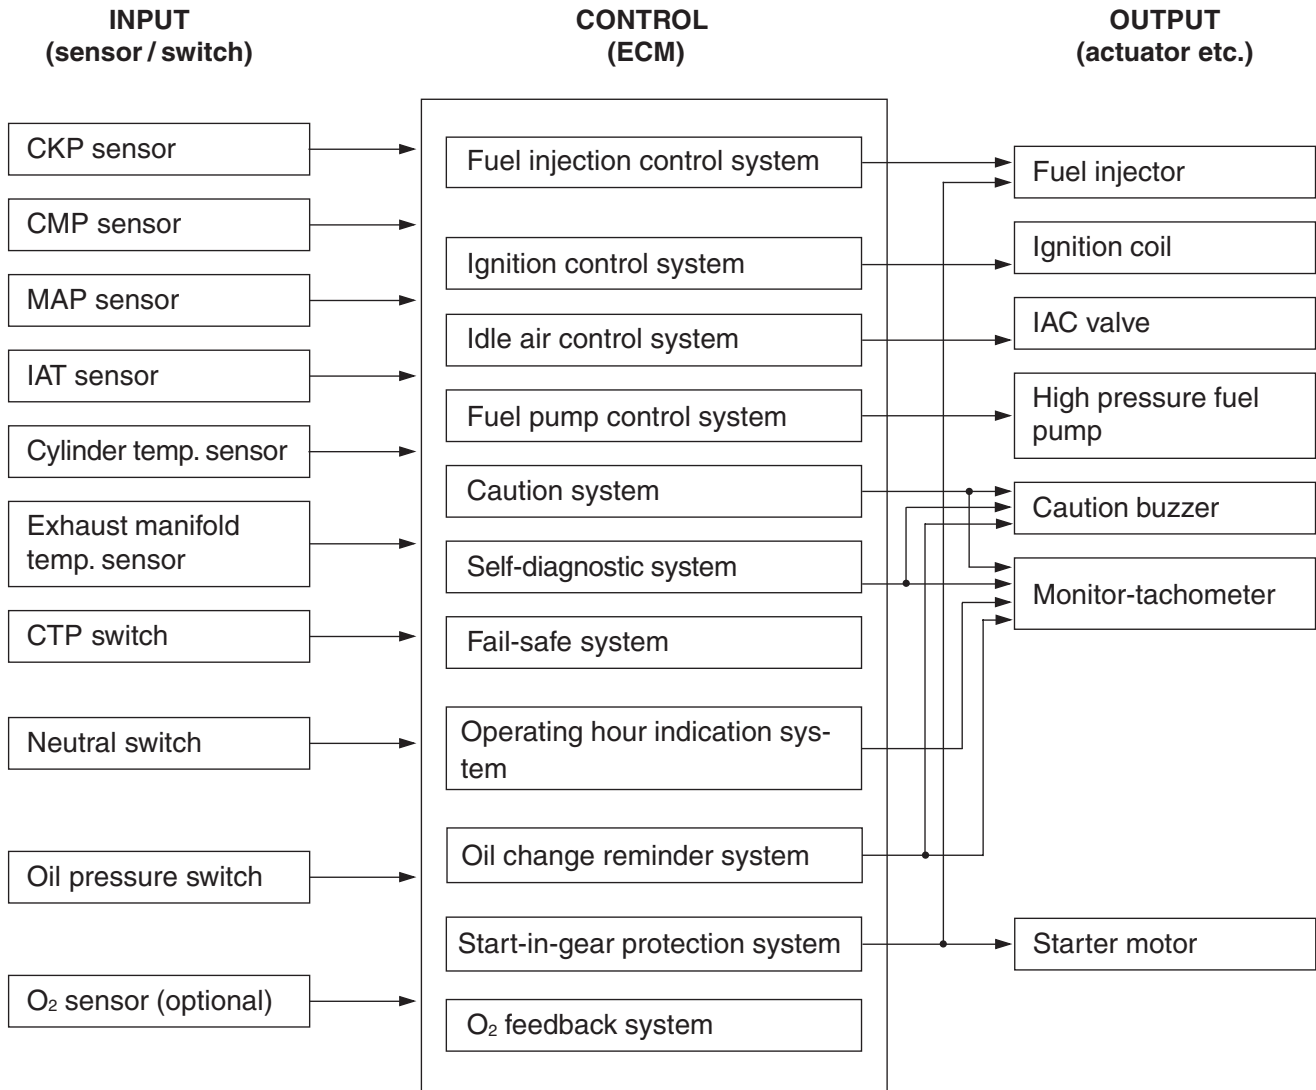 INPUT
(sensor / switch)
CONTROL
(ECM)
OUTPUT
(actuator etc.)
CKP sensor
CMP sensor
MAP sensor
IAT sensor
Cylinder temp. sensor
Exhaust manifold
temp. sensor
CTP switch
Neutral switch
Oil pressure switch
O₂ sensor (optional)
Fuel injection control system
Ignition control system
Idle air control system
Fuel pump control system
Caution system
Self-diagnostic system
Fail-safe system
Operating hour indication sys-
tem
Oil change reminder system
Start-in-gear protection system
O₂ feedback system
Fuel injector
Ignition coil
IAC valve
High pressure fuel
pump
Caution buzzer
Monitor-tachometer
Starter motor